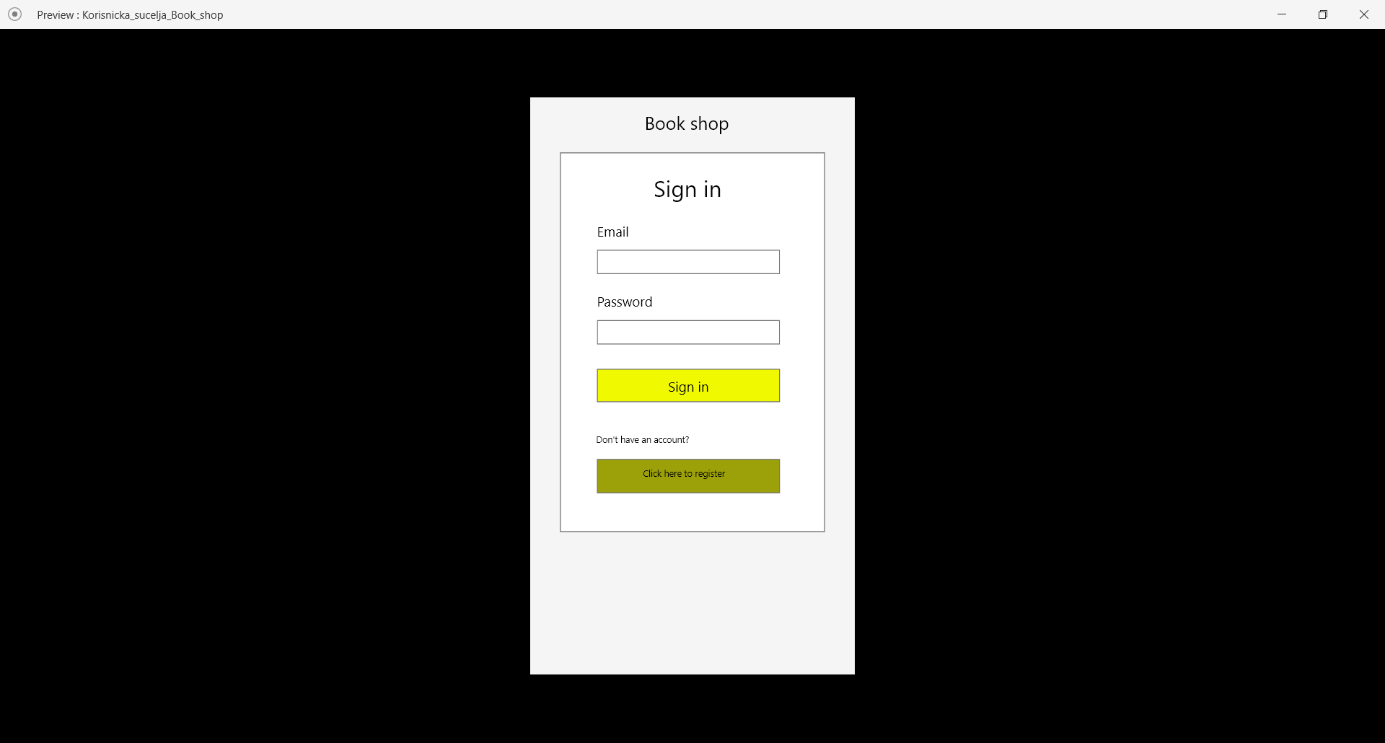 Preview : Korisnicka_sucelja_Book_shop
Book shop
Sign in
Email
Password
Sign in
Don't have an account?
Click here to register